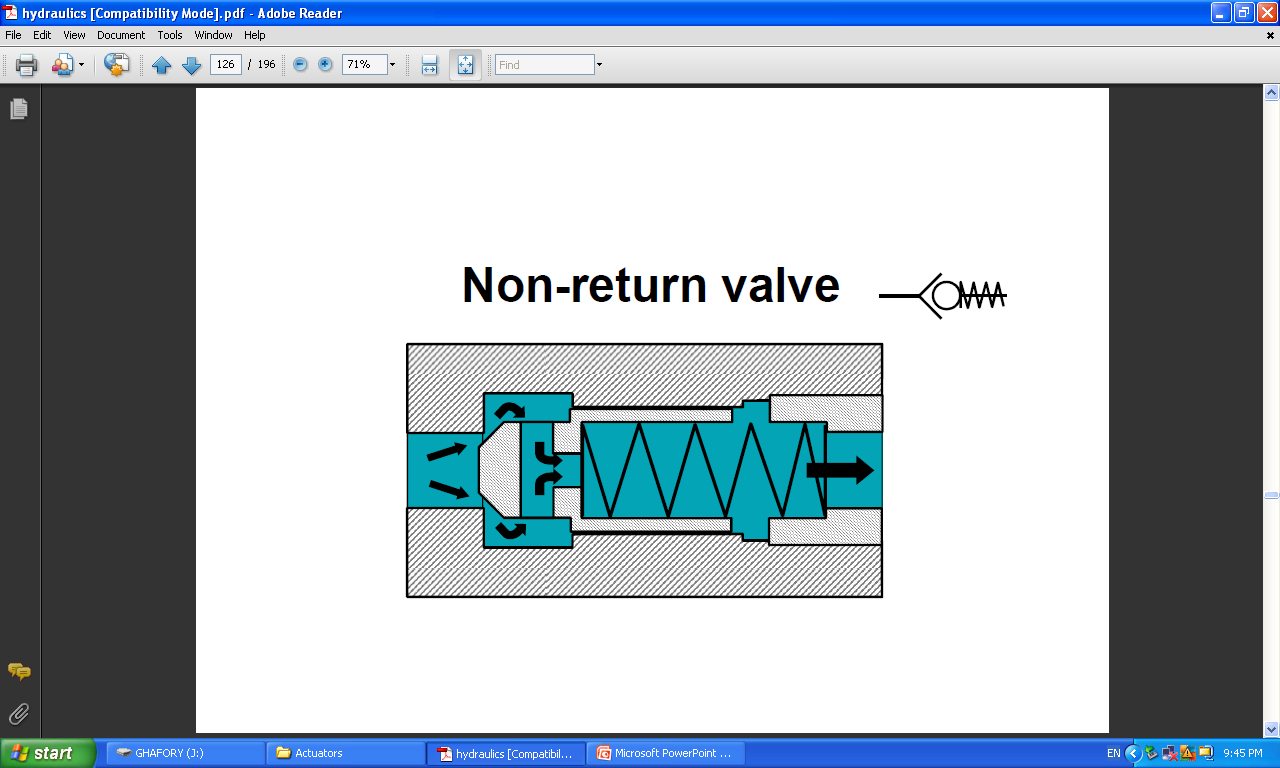 hydraulics [Compatibility Mode].pdf - Adobe Reader
File Edit View Document Tools Window Help
126 / 196 71% Find
Non-return valve
start GHAFORY (J:) Actuators hydraulics [Compatibil... Microsoft PowerPoint ... EN 9:45 PM